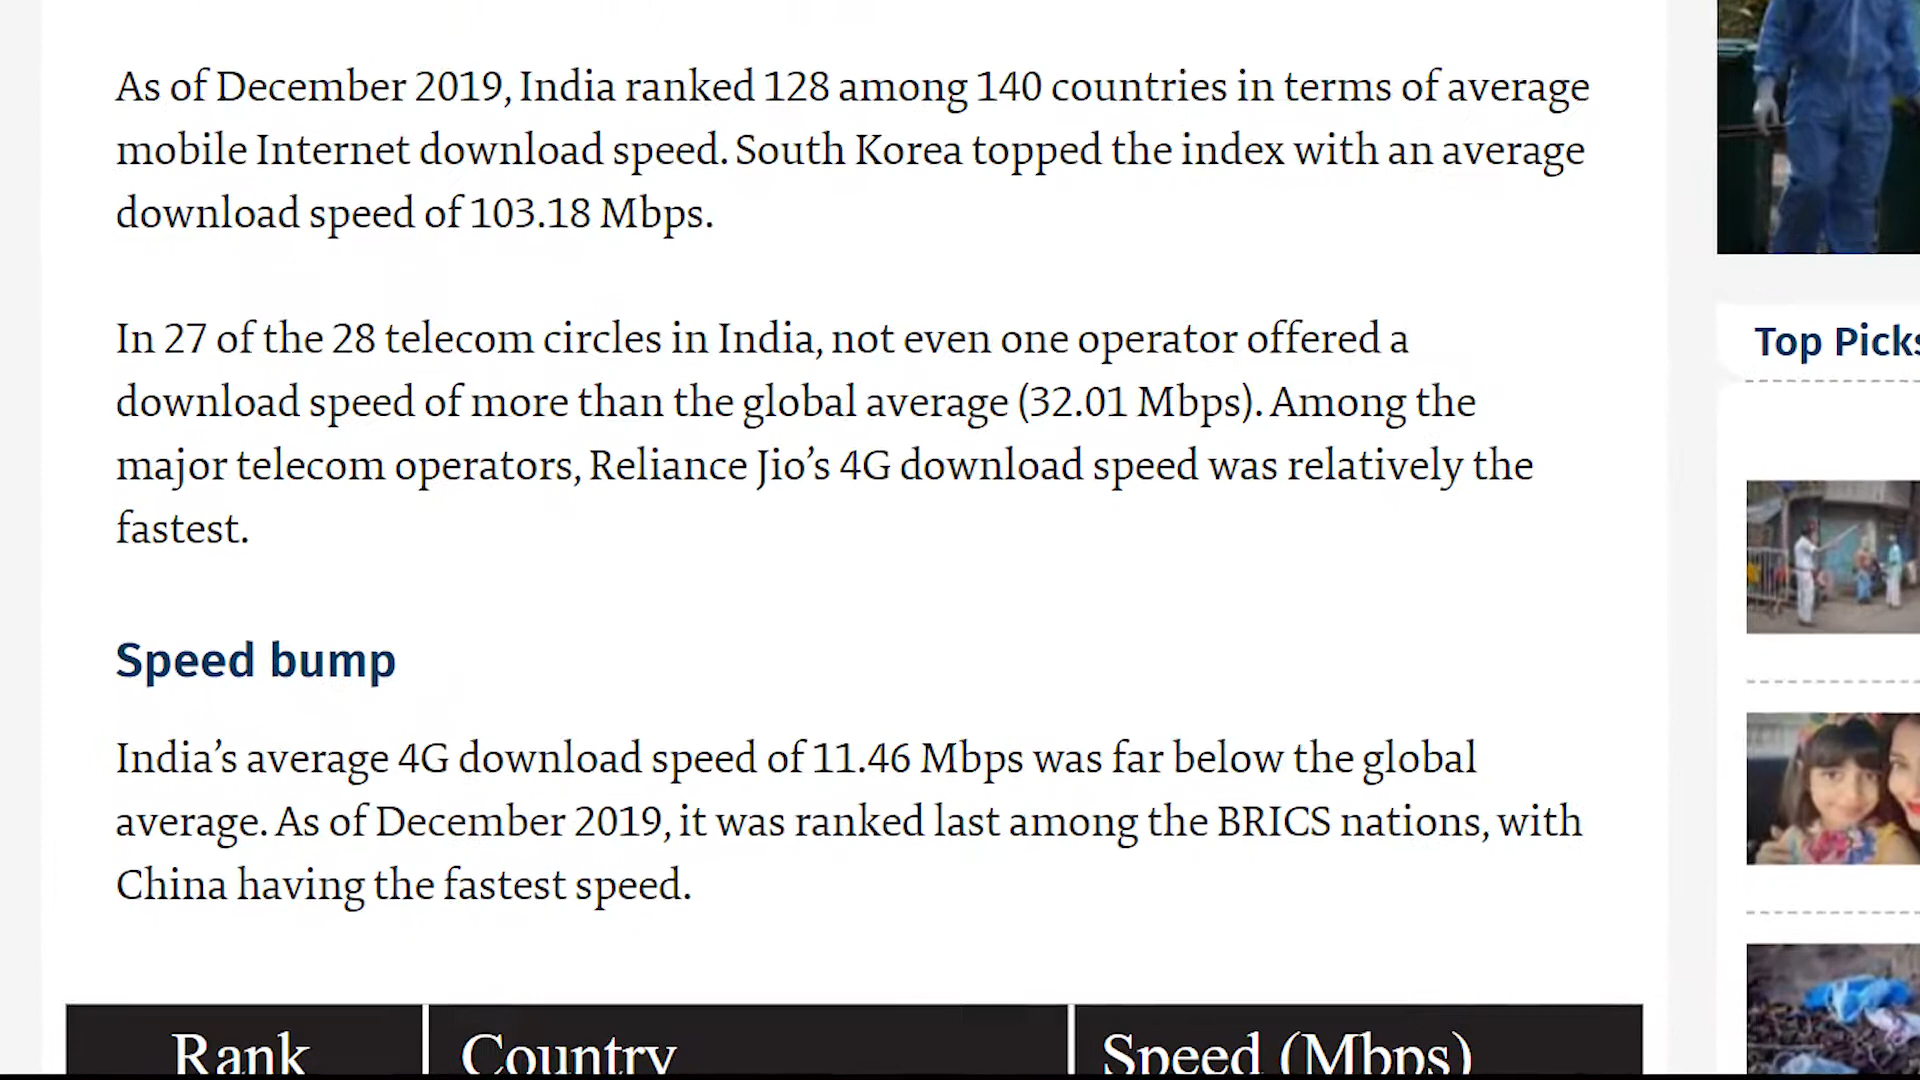 As of December 2019, India ranked 128 among 140 countries in terms of average
mobile Internet download speed. South Korea topped the index with an average
download speed of 103.18 Mbps.
In 27 of the 28 telecom circles in India, not even one operator offered a
download speed of more than the global average (32.01 Mbps). Among the
major telecom operators, Reliance Jio’s 4G download speed was relatively the
fastest.
Speed bump
India’s average 4G download speed of 11.46 Mbps was far below the global
average. As of December 2019, it was ranked last among the BRICS nations, with
China having the fastest speed.
Rank Country Speed (Mbps)
Top Picks